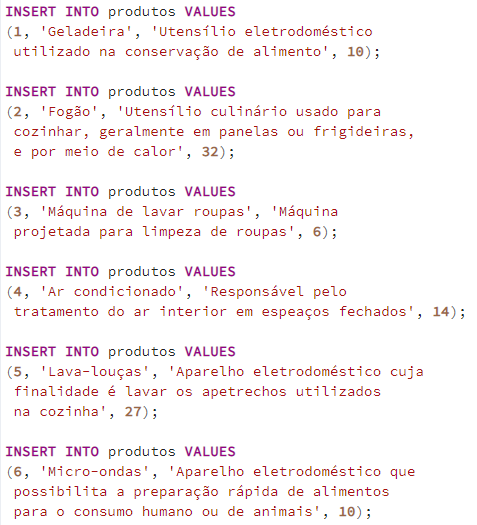 INSERT INTO produtos VALUES
(1, 'Geladeira', 'Utensílio eletrodoméstico
utilizado na conservação de alimento', 10);
INSERT INTO produtos VALUES
(2, 'Fogão', 'Utensílio culinário usado para
cozinhar, geralmente em panelas ou frigideiras,
e por meio de calor', 32);
INSERT INTO produtos VALUES
(3, 'Máquina de lavar roupas', 'Máquina
projetada para limpeza de roupas', 6);
INSERT INTO produtos VALUES
(4, 'Ar condicionado', 'Responsável pelo
tratamento do ar interior em espeaços fechados', 14);
INSERT INTO produtos VALUES
(5, 'Lava-louças', 'Aparelho eletrodoméstico cuja
finalidade é lavar os apetrechos utilizados
na cozinha', 27);
INSERT INTO produtos VALUES
(6, 'Micro-ondas', 'Aparelho eletrodoméstico que
possibilita a preparação rápida de alimentos
para o consumo humano ou de animais', 10);